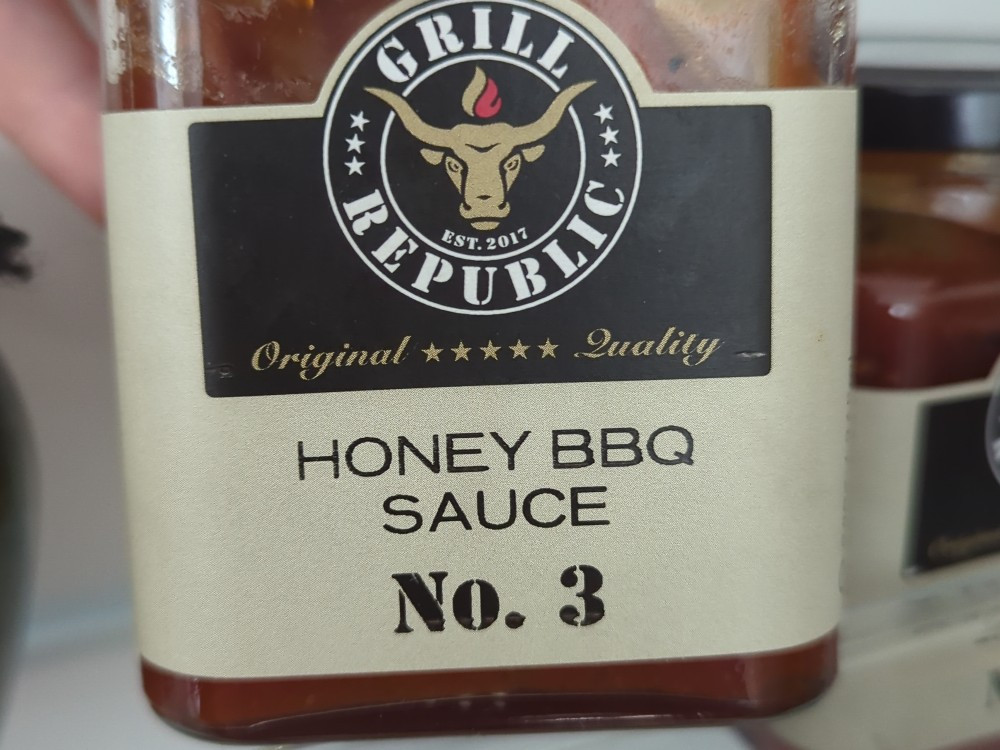 GRILL
REPUBLIC
EST. 2017
Original ★★★★★ Quality
HONEY BBQ
SAUCE
No. 3